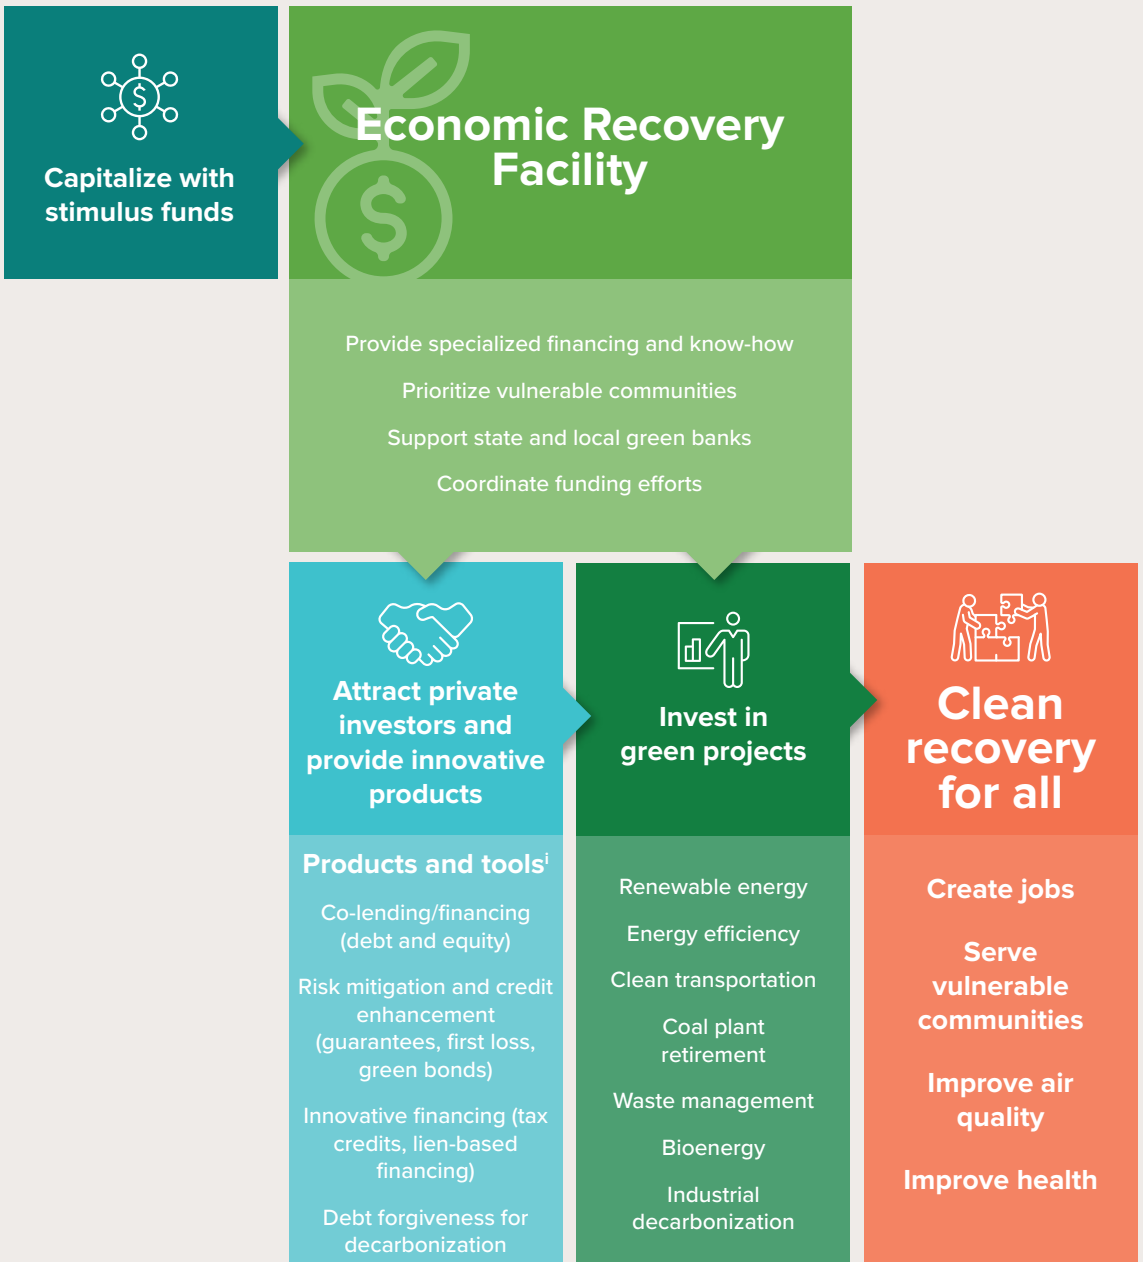 Capitalize with
stimulus funds
Economic Recovery
Facility
Provide specialized financing and know-how
Prioritize vulnerable communities
Support state and local green banks
Coordinate funding efforts
Attract private
investors and
provide innovative
products
Products and toolsⁱ
Co-lending/financing
(debt and equity)
Risk mitigation and credit
enhancement
(guarantees, first loss,
green bonds)
Innovative financing (tax
credits, lien-based
financing)
Debt forgiveness for
decarbonization
Invest in
green projects
Renewable energy
Energy efficiency
Clean transportation
Coal plant
retirement
Waste management
Bioenergy
Industrial
decarbonization
Clean
recovery
for all
Create jobs
Serve
vulnerable
communities
Improve air
quality
Improve health